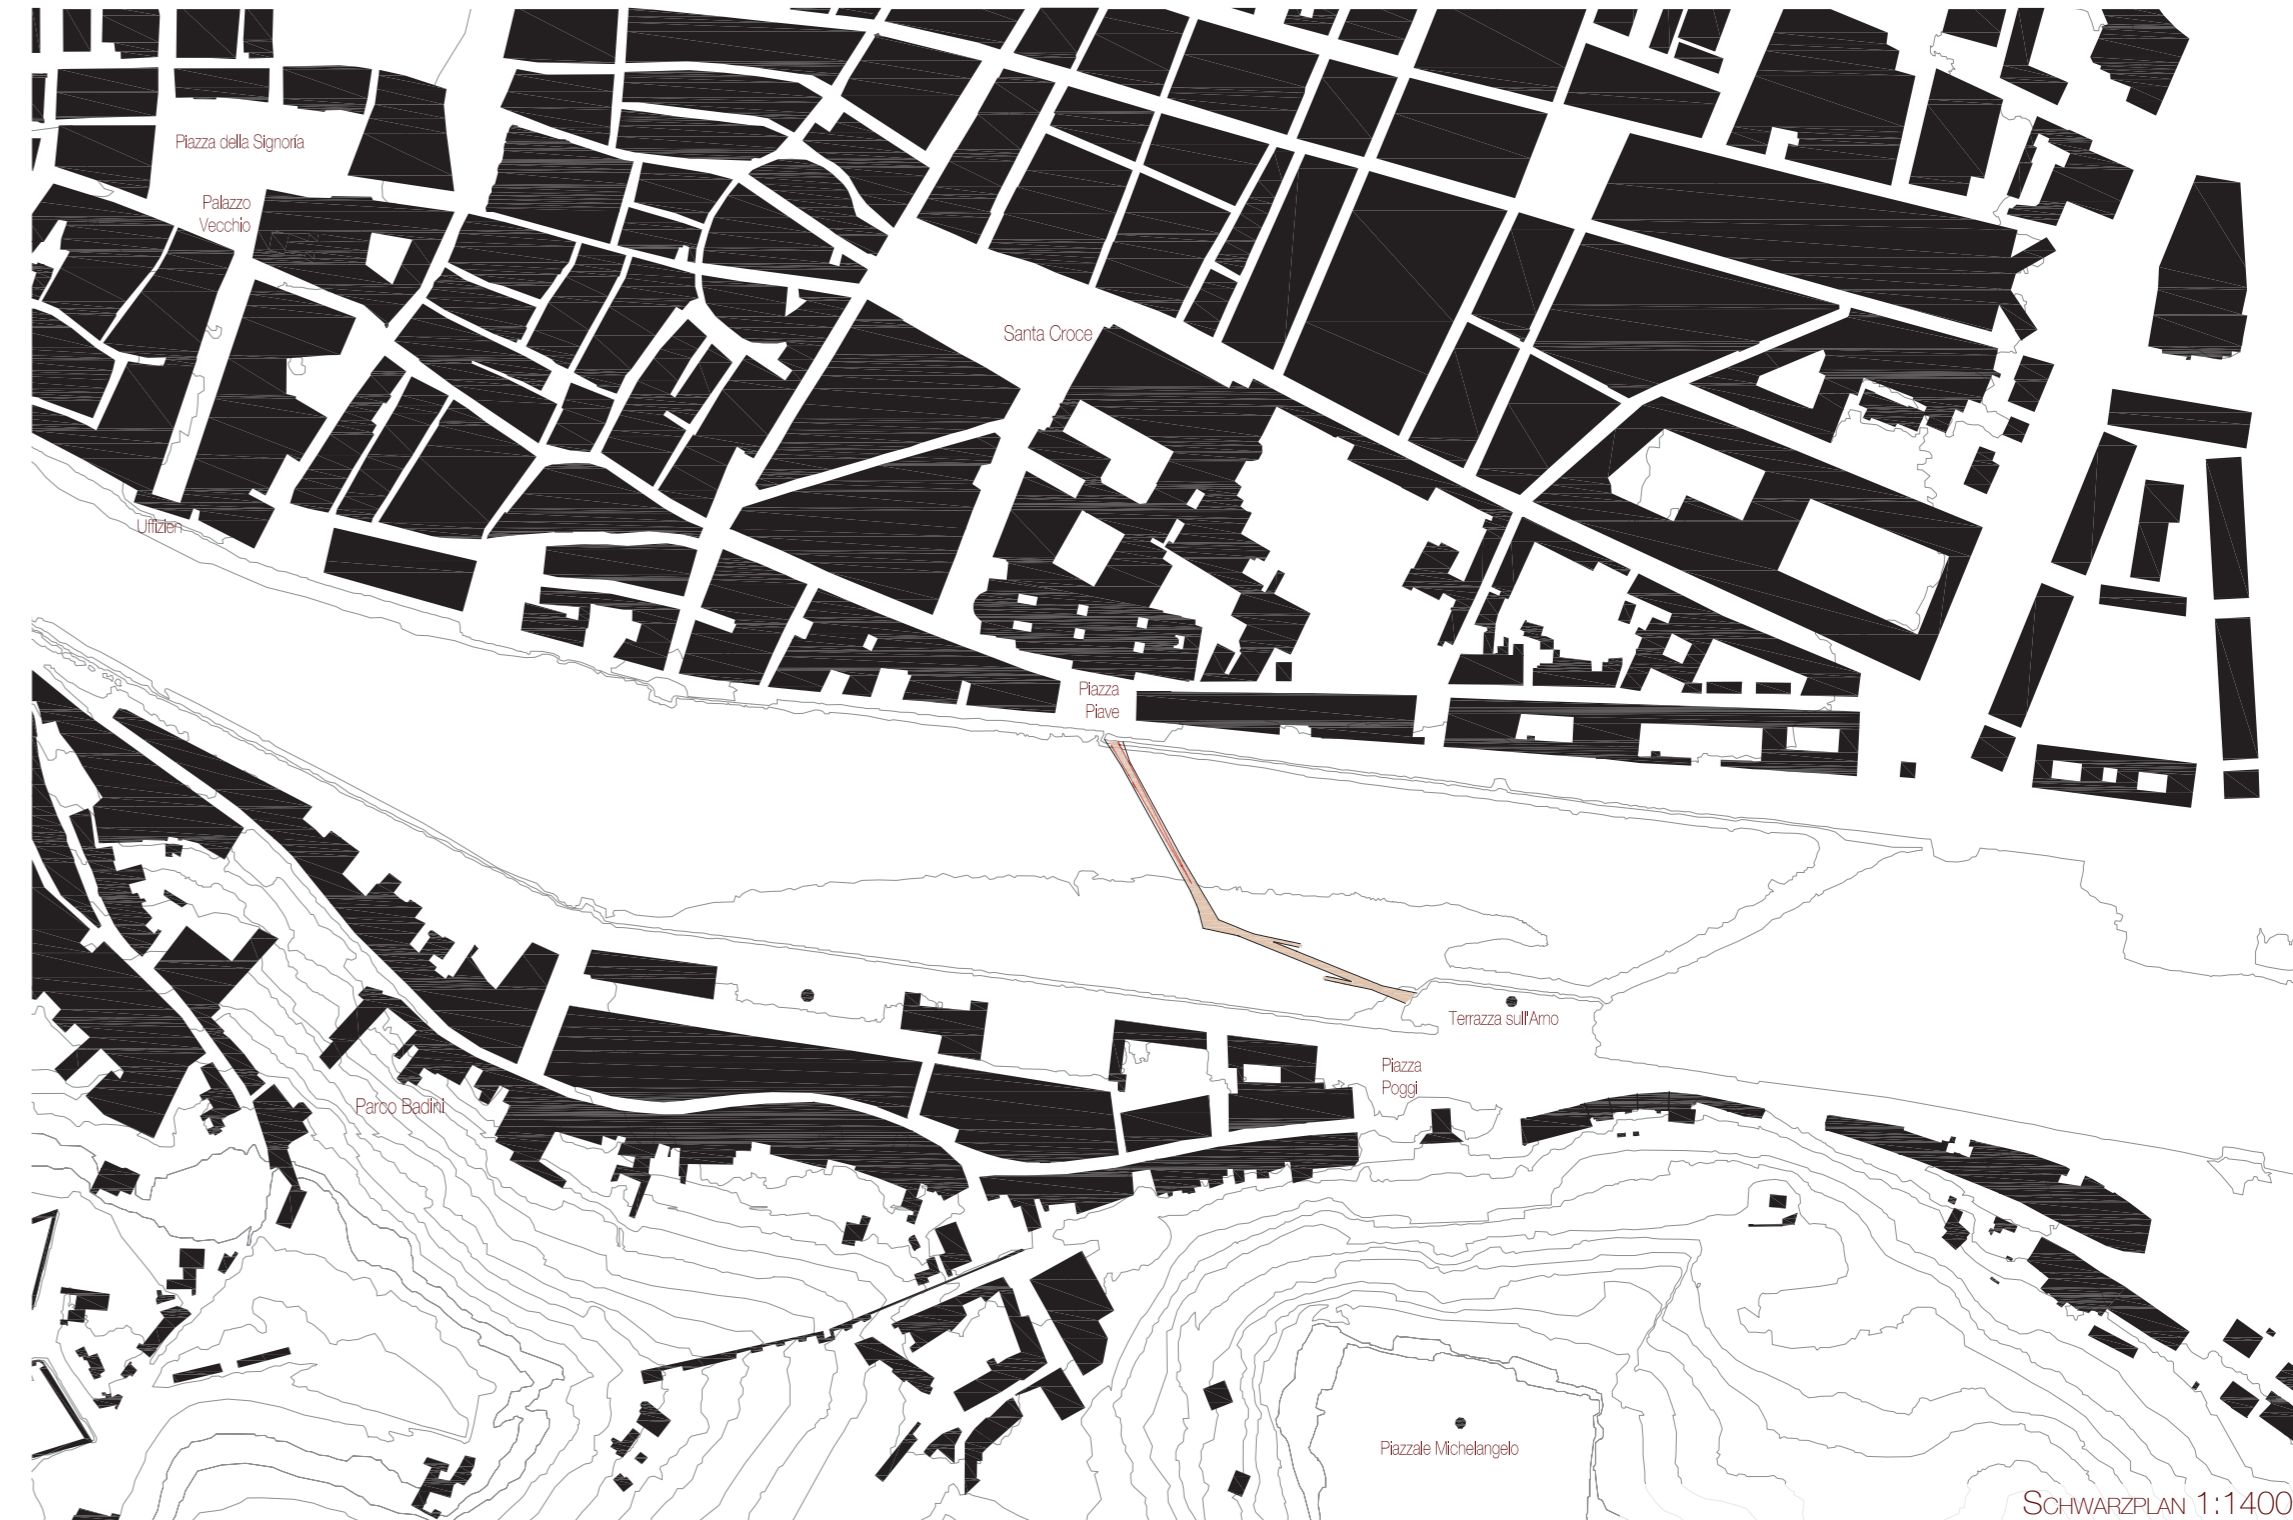 Piazza della Signoría
Palazzo
Vecchio
Santa Croce
Uffizien
Piazza
Piave
Terrazza sull'Arno
Piazza
Poggi
Parco Badini
Piazzale Michelangelo
SCHWARZPLAN 1:1400